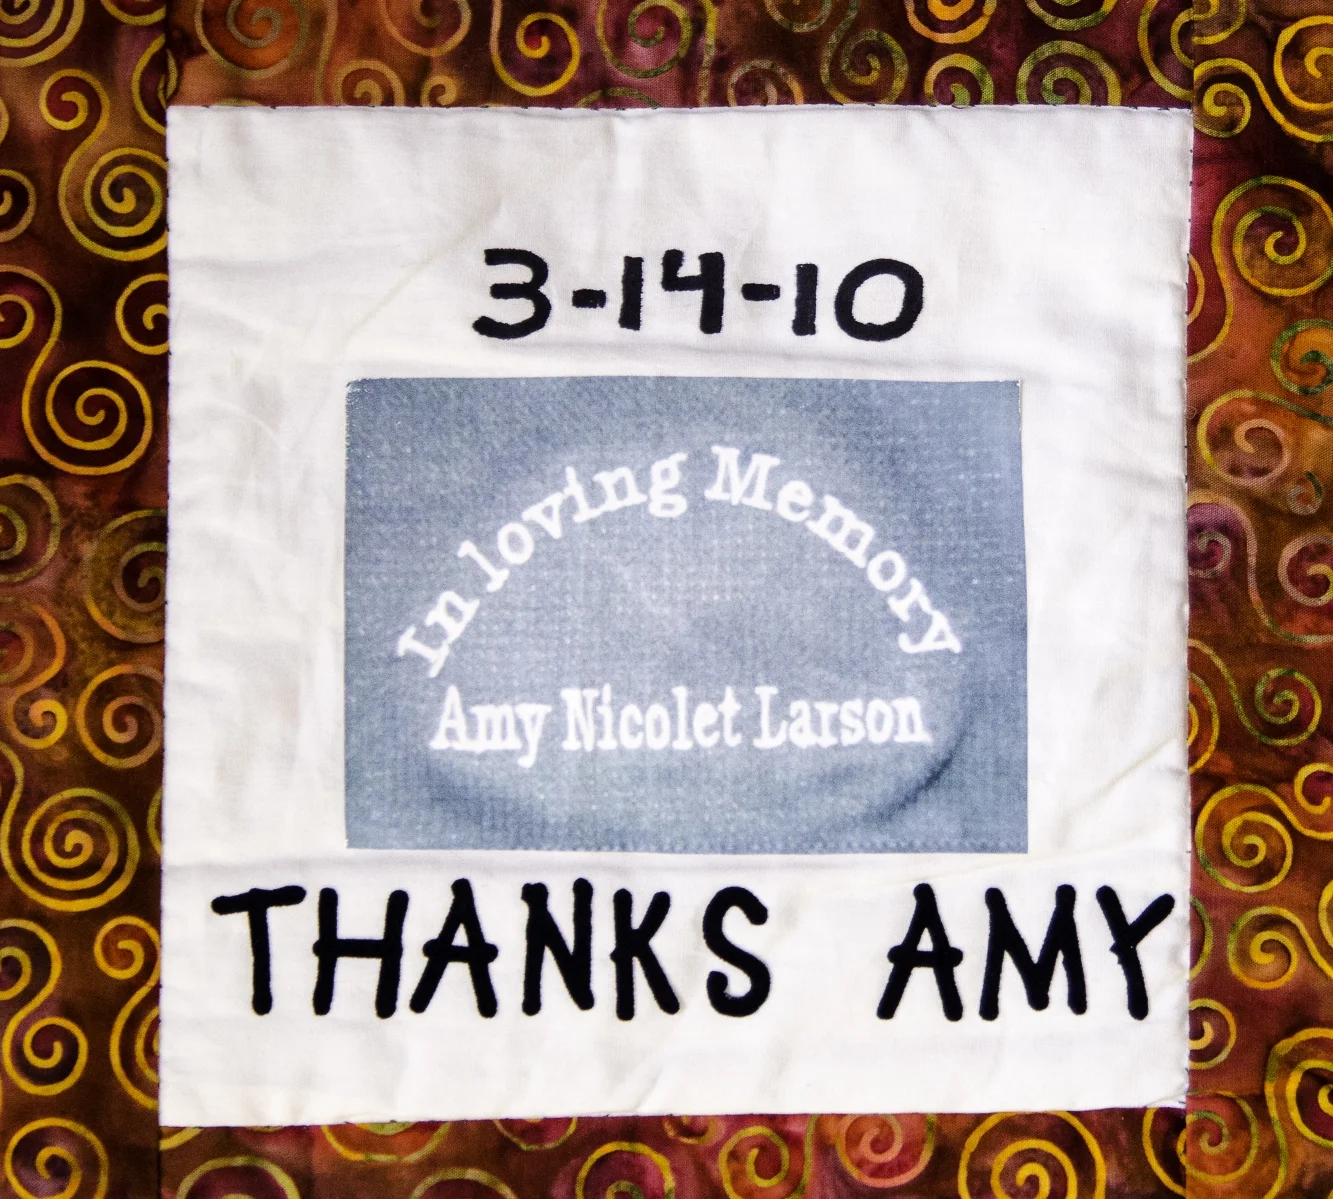 3-14-10
In loving Memory
Amy Nicolet Larson
THANKS AMY